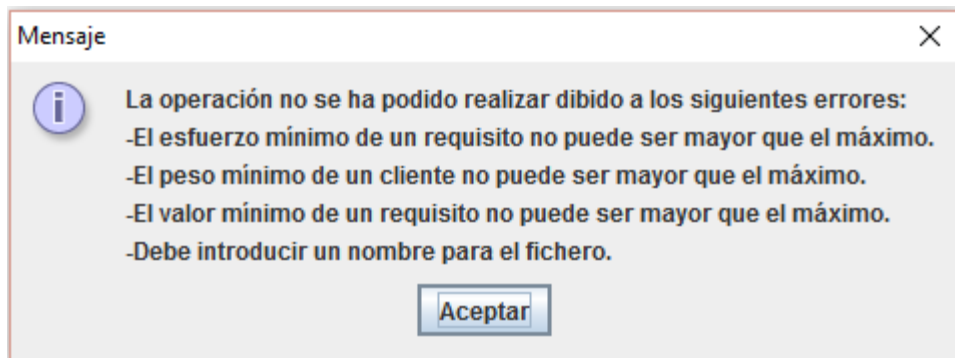 Mensaje
La operación no se ha podido realizar dibido a los siguientes errores:
-El esfuerzo mínimo de un requisito no puede ser mayor que el máximo.
-El peso mínimo de un cliente no puede ser mayor que el máximo.
-El valor mínimo de un requisito no puede ser mayor que el máximo.
-Debe introducir un nombre para el fichero.
Aceptar